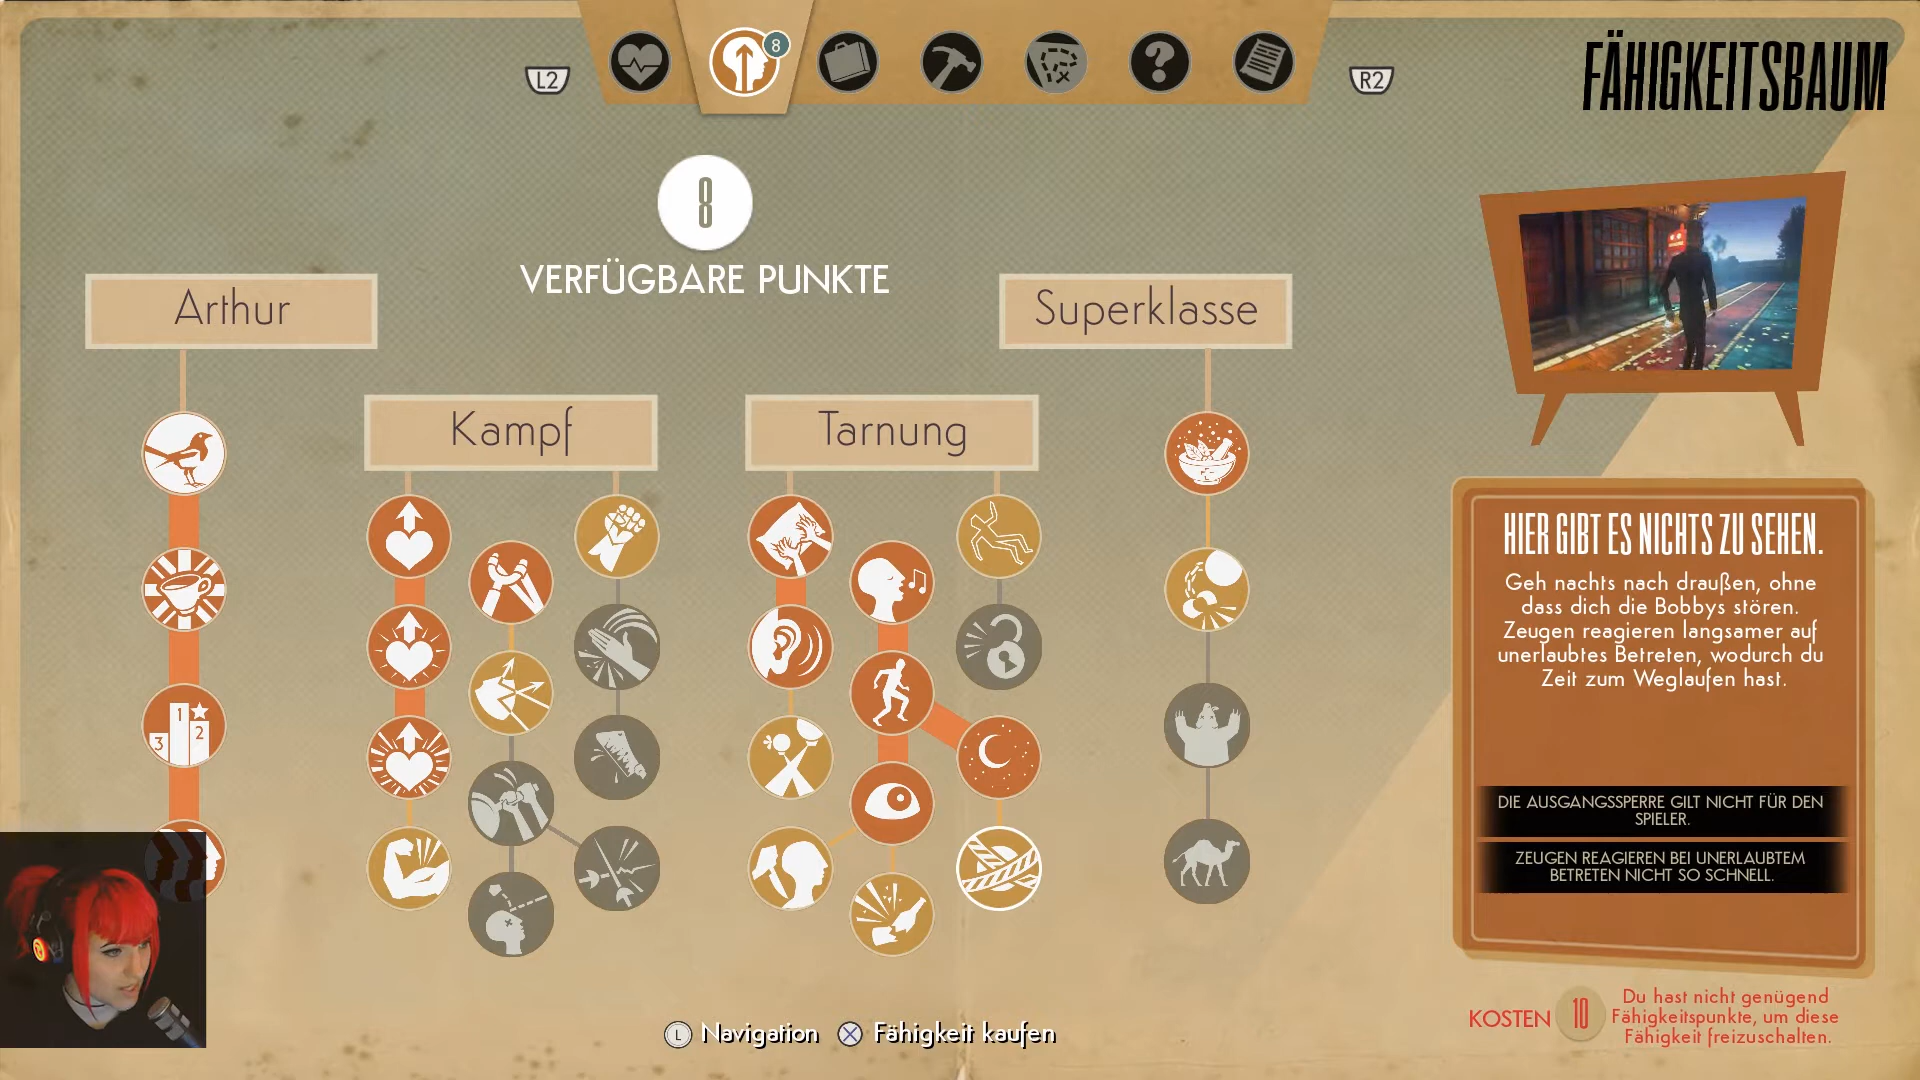 L2
8
R2
FÄHIGKEITSBAUM
8
VERFÜGBARE PUNKTE
Arthur
Superklasse
Kampf
Tarnung
1
2
3
HIER GIBT ES NICHTS ZU SEHEN.
Geh nachts nach draußen, ohne
dass dich die Bobbys stören.
Zeugen reagieren langsamer auf
unerlaubtes Betreten, wodurch du
Zeit zum Weglaufen hast.
DIE AUSGANGSSPERRE GILT NICHT FÜR DEN
SPIELER.
ZEUGEN REAGIEREN BEI UNERLAUBTEM
BETRETEN NICHT SO SCHNELL.
KOSTEN 10
Du hast nicht genügend
Fähigkeitspunkte, um diese
Fähigkeit freizuschalten.
L Navigation
Fähigkeit kaufen